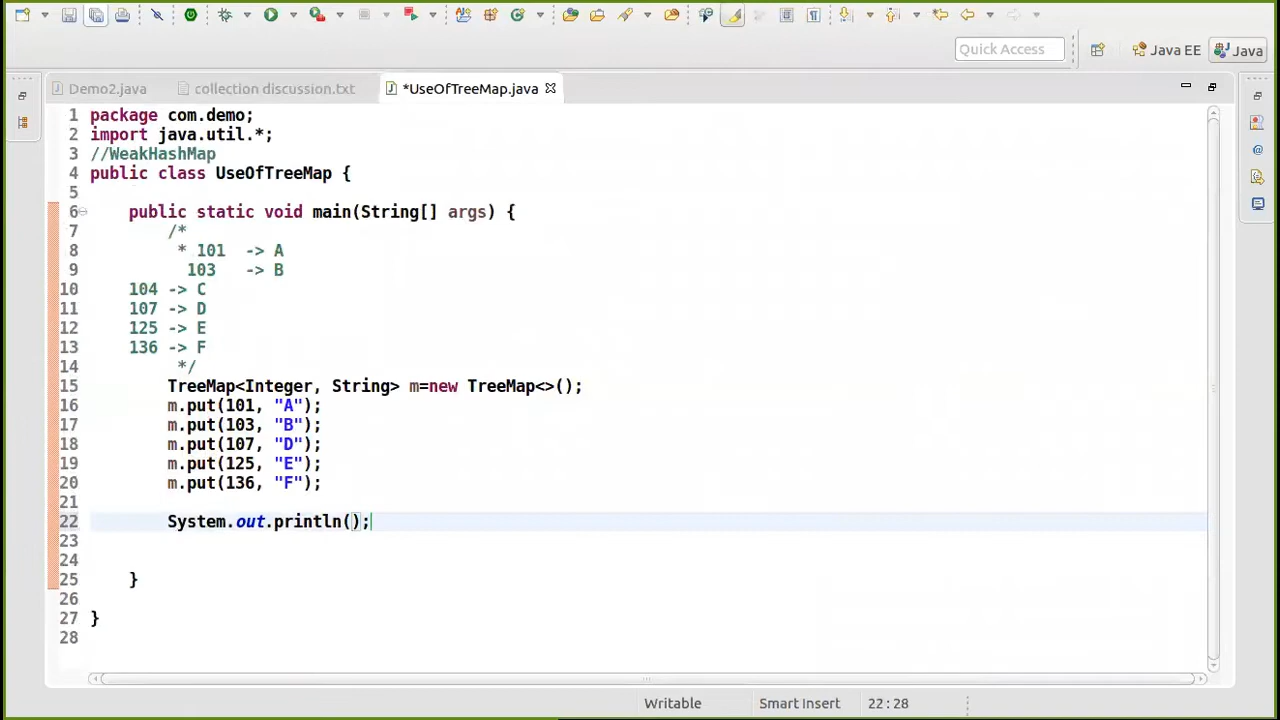 Quick Access
Java EE
Java
Demo2.java
collection discussion.txt
*UseOfTreeMap.java
1 package com.demo;
2 import java.util.*;
3 //WeakHashMap
4 public class UseOfTreeMap {
5
6 public static void main(String[] args) {
7 /*
8 * 101 -> A
9 103 -> B
10 104 -> C
11 107 -> D
12 125 -> E
13 136 -> F
14 */
15 TreeMap<Integer, String> m=new TreeMap<>();
16 m.put(101, "A");
17 m.put(103, "B");
18 m.put(107, "D");
19 m.put(125, "E");
20 m.put(136, "F");
21
22 System.out.println();
23
24
25 }
26
27 }
28
Writable
Smart Insert
22 : 28